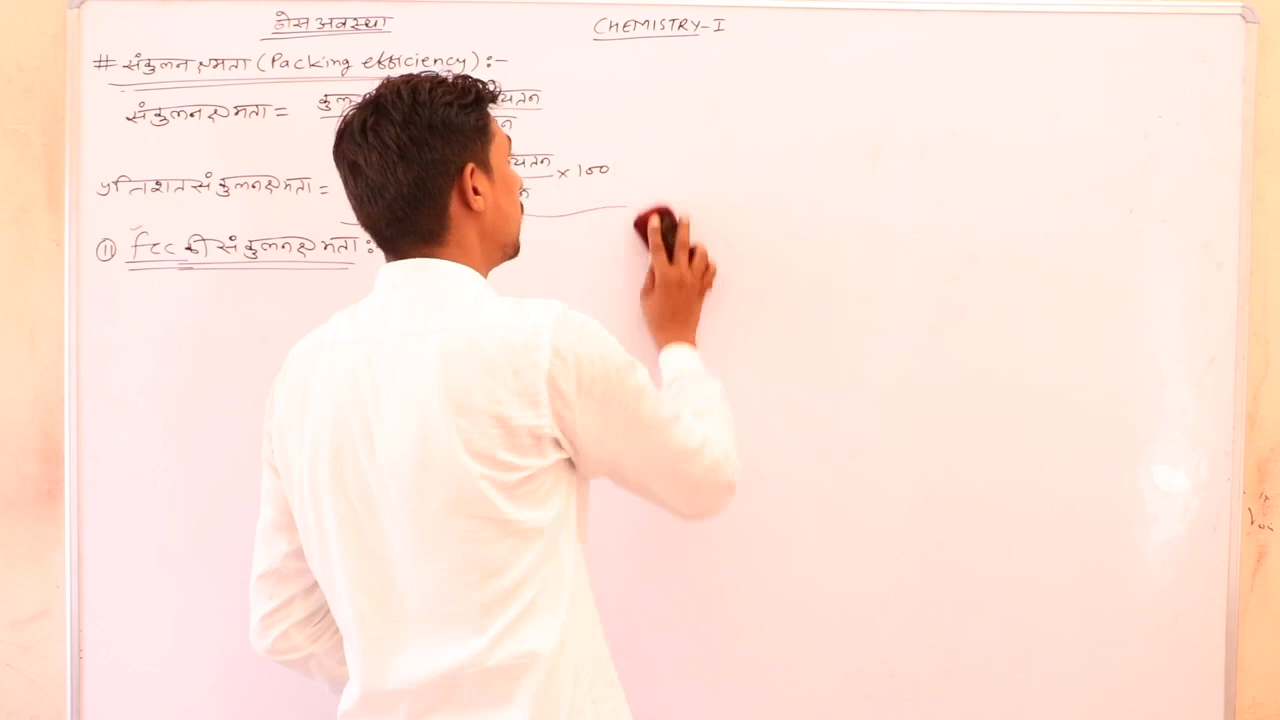 ठोस अवस्था
CHEMISTRY-I
# संकुलन क्षमता (Packing efficiency) :-
संकुलन क्षमता =
प्रतिशत संकुलन क्षमता =
× 100
(ii) fcc की संकुलन क्षमता :